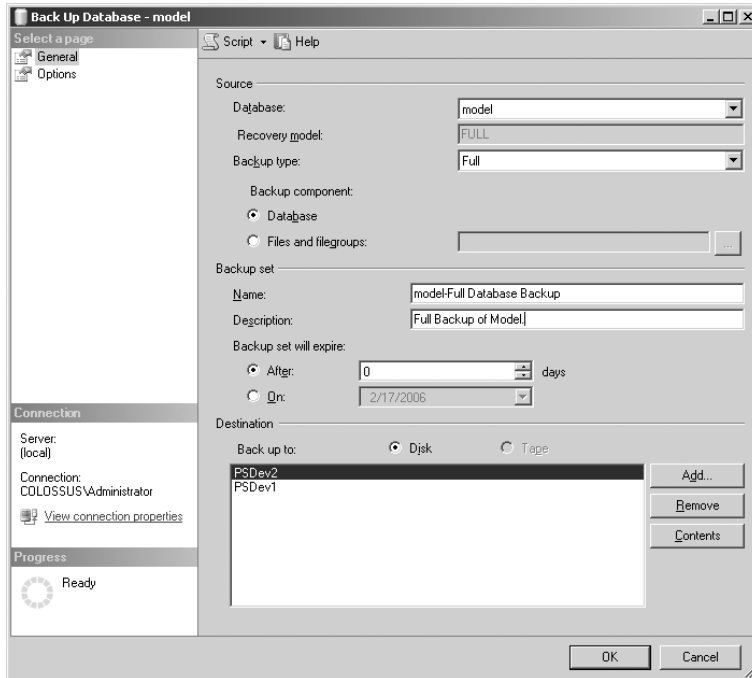 Back Up Database - model
Select a page
General
Options
Script
Help
Source
Database:
model
Recovery model:
FULL
Backup type:
Full
Backup component:
Database
Files and filegroups:
...
Backup set
Name:
model-Full Database Backup
Description:
Full Backup of Model.
Backup set will expire:
After:
0
days
On:
2/17/2006
Destination
Back up to:
Disk
Tape
PSDev2
PSDev1
Add...
Remove
Contents
Connection
Server:
(local)
Connection:
COLOSSUS\Administrator
View connection properties
Progress
Ready
OK
Cancel